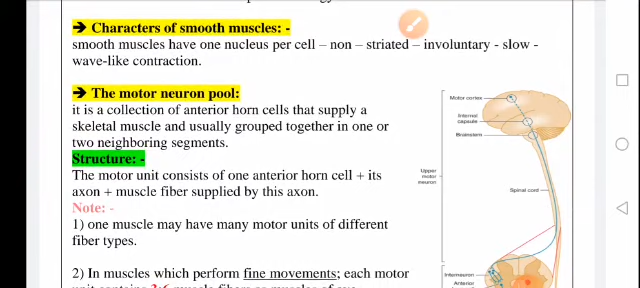 ➔ Characters of smooth muscles: -
smooth muscles have one nucleus per cell – non – striated – involuntary - slow -
wave-like contraction.
➔ The motor neuron pool:
it is a collection of anterior horn cells that supply a
skeletal muscle and usually grouped together in one or
two neighboring segments.
Structure: -
The motor unit consists of one anterior horn cell + its
axon + muscle fiber supplied by this axon.
Note: -
1) one muscle may have many motor units of different
fiber types.
2) In muscles which perform fine movements; each motor
Motor cortex
Internal
capsule
Brainstem
Upper
motor
neuron
Spinal cord
Interneuron
Anterior